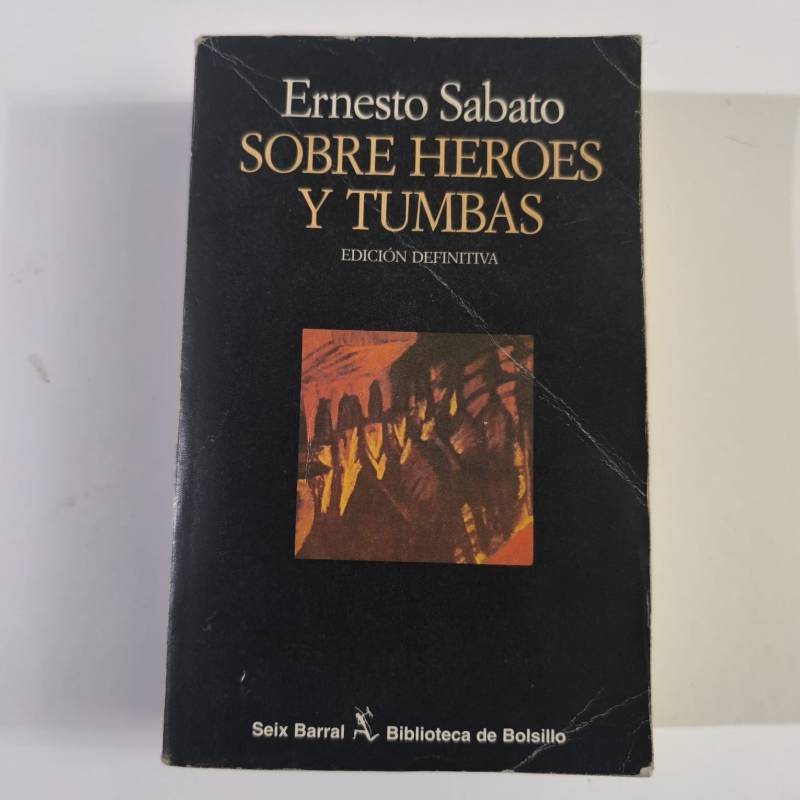 Ernesto Sabato
SOBRE HEROES
Y TUMBAS
EDICIÓN DEFINITIVA
Seix Barral Biblioteca de Bolsillo